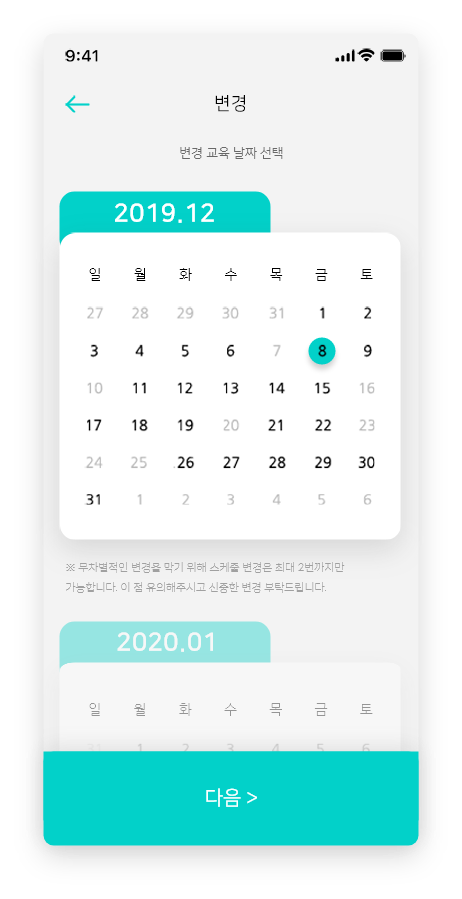 9:41
변경
변경 교육 날짜 선택
2019.12
일 월 화 수 목 금 토
27 28 29 30 31 1 2
3 4 5 6 7 8 9
10 11 12 13 14 15 16
17 18 19 20 21 22 23
24 25 26 27 28 29 30
31 1 2 3 4 5 6
※ 무차별적인 변경을 막기 위해 스케줄 변경은 최대 2번까지만
가능합니다. 이 점 유의해주시고 신중한 변경 부탁드립니다.
2020.01
일 월 화 수 목 금 토
31 1 2 3 4 5 6
다음 >